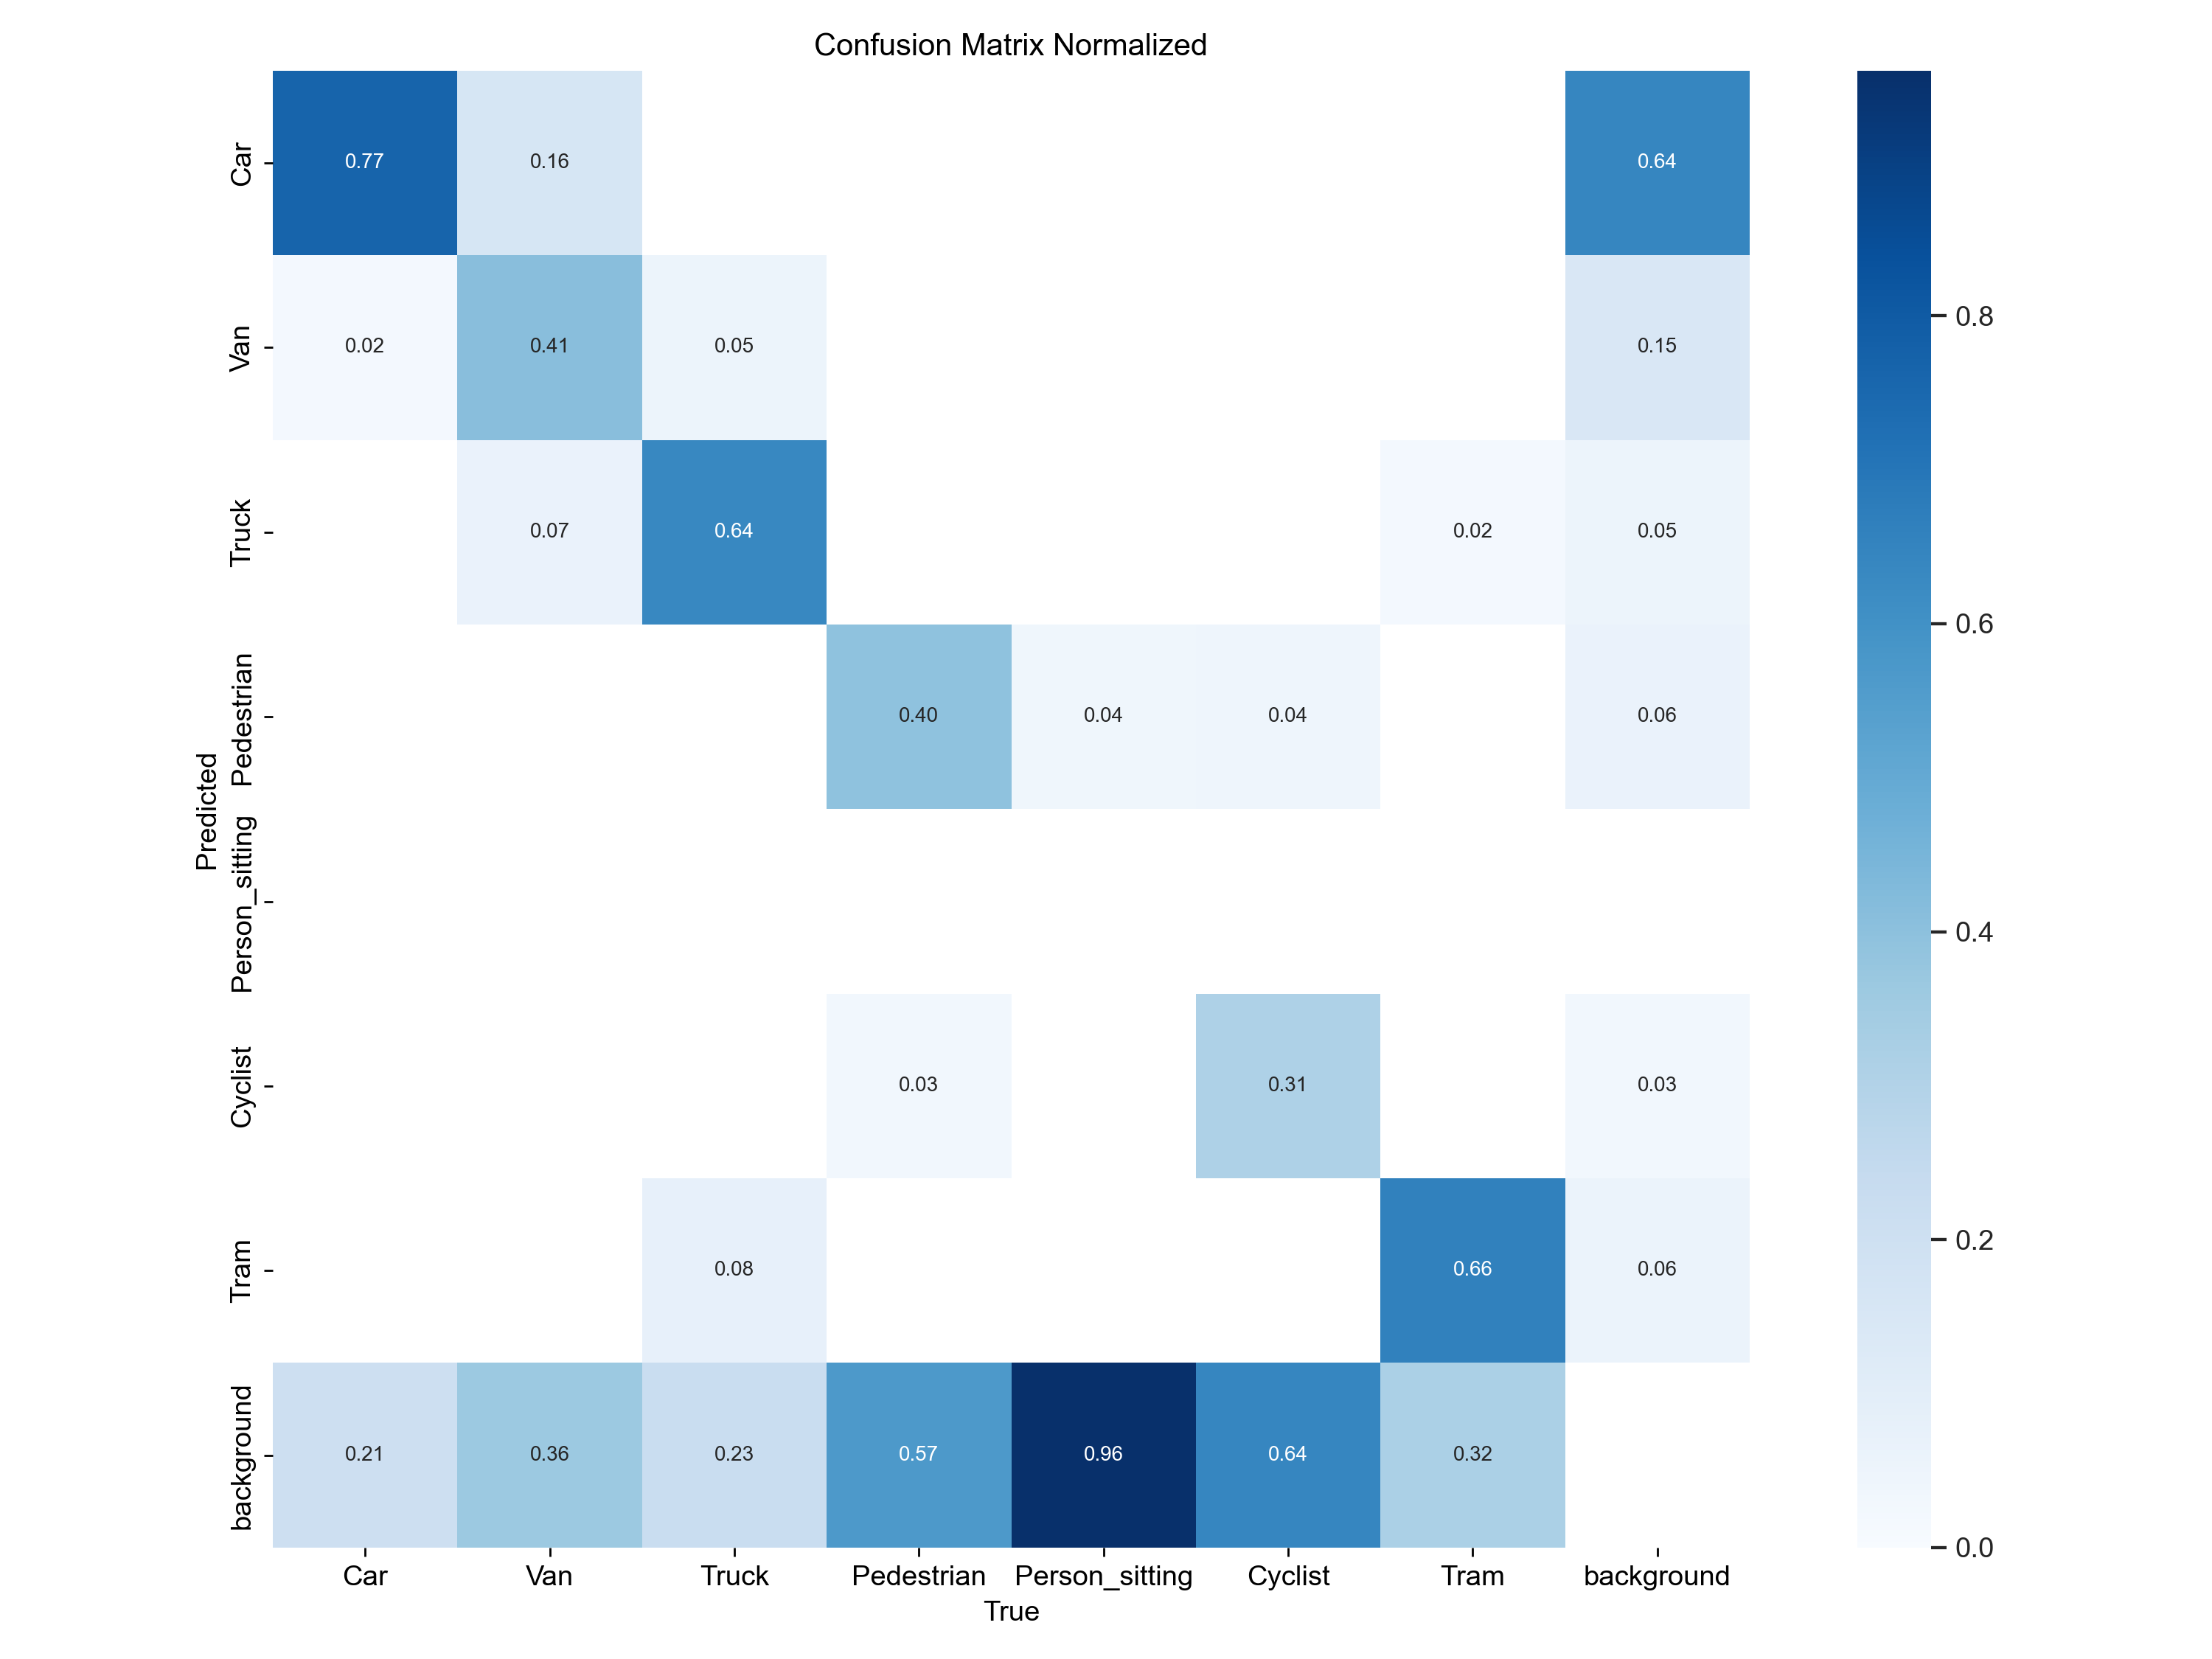 Confusion Matrix Normalized
Car
0.77
0.16
0.64
Van
0.02
0.41
0.05
0.15
Truck
0.07
0.64
0.02
0.05
Pedestrian
0.40
0.04
0.04
0.06
Person_sitting
Cyclist
0.03
0.31
0.03
Tram
0.08
0.66
0.06
background
0.21
0.36
0.23
0.57
0.96
0.64
0.32
Predicted
Car Van Truck Pedestrian Person_sitting Cyclist Tram background
True
0.8
0.6
0.4
0.2
0.0